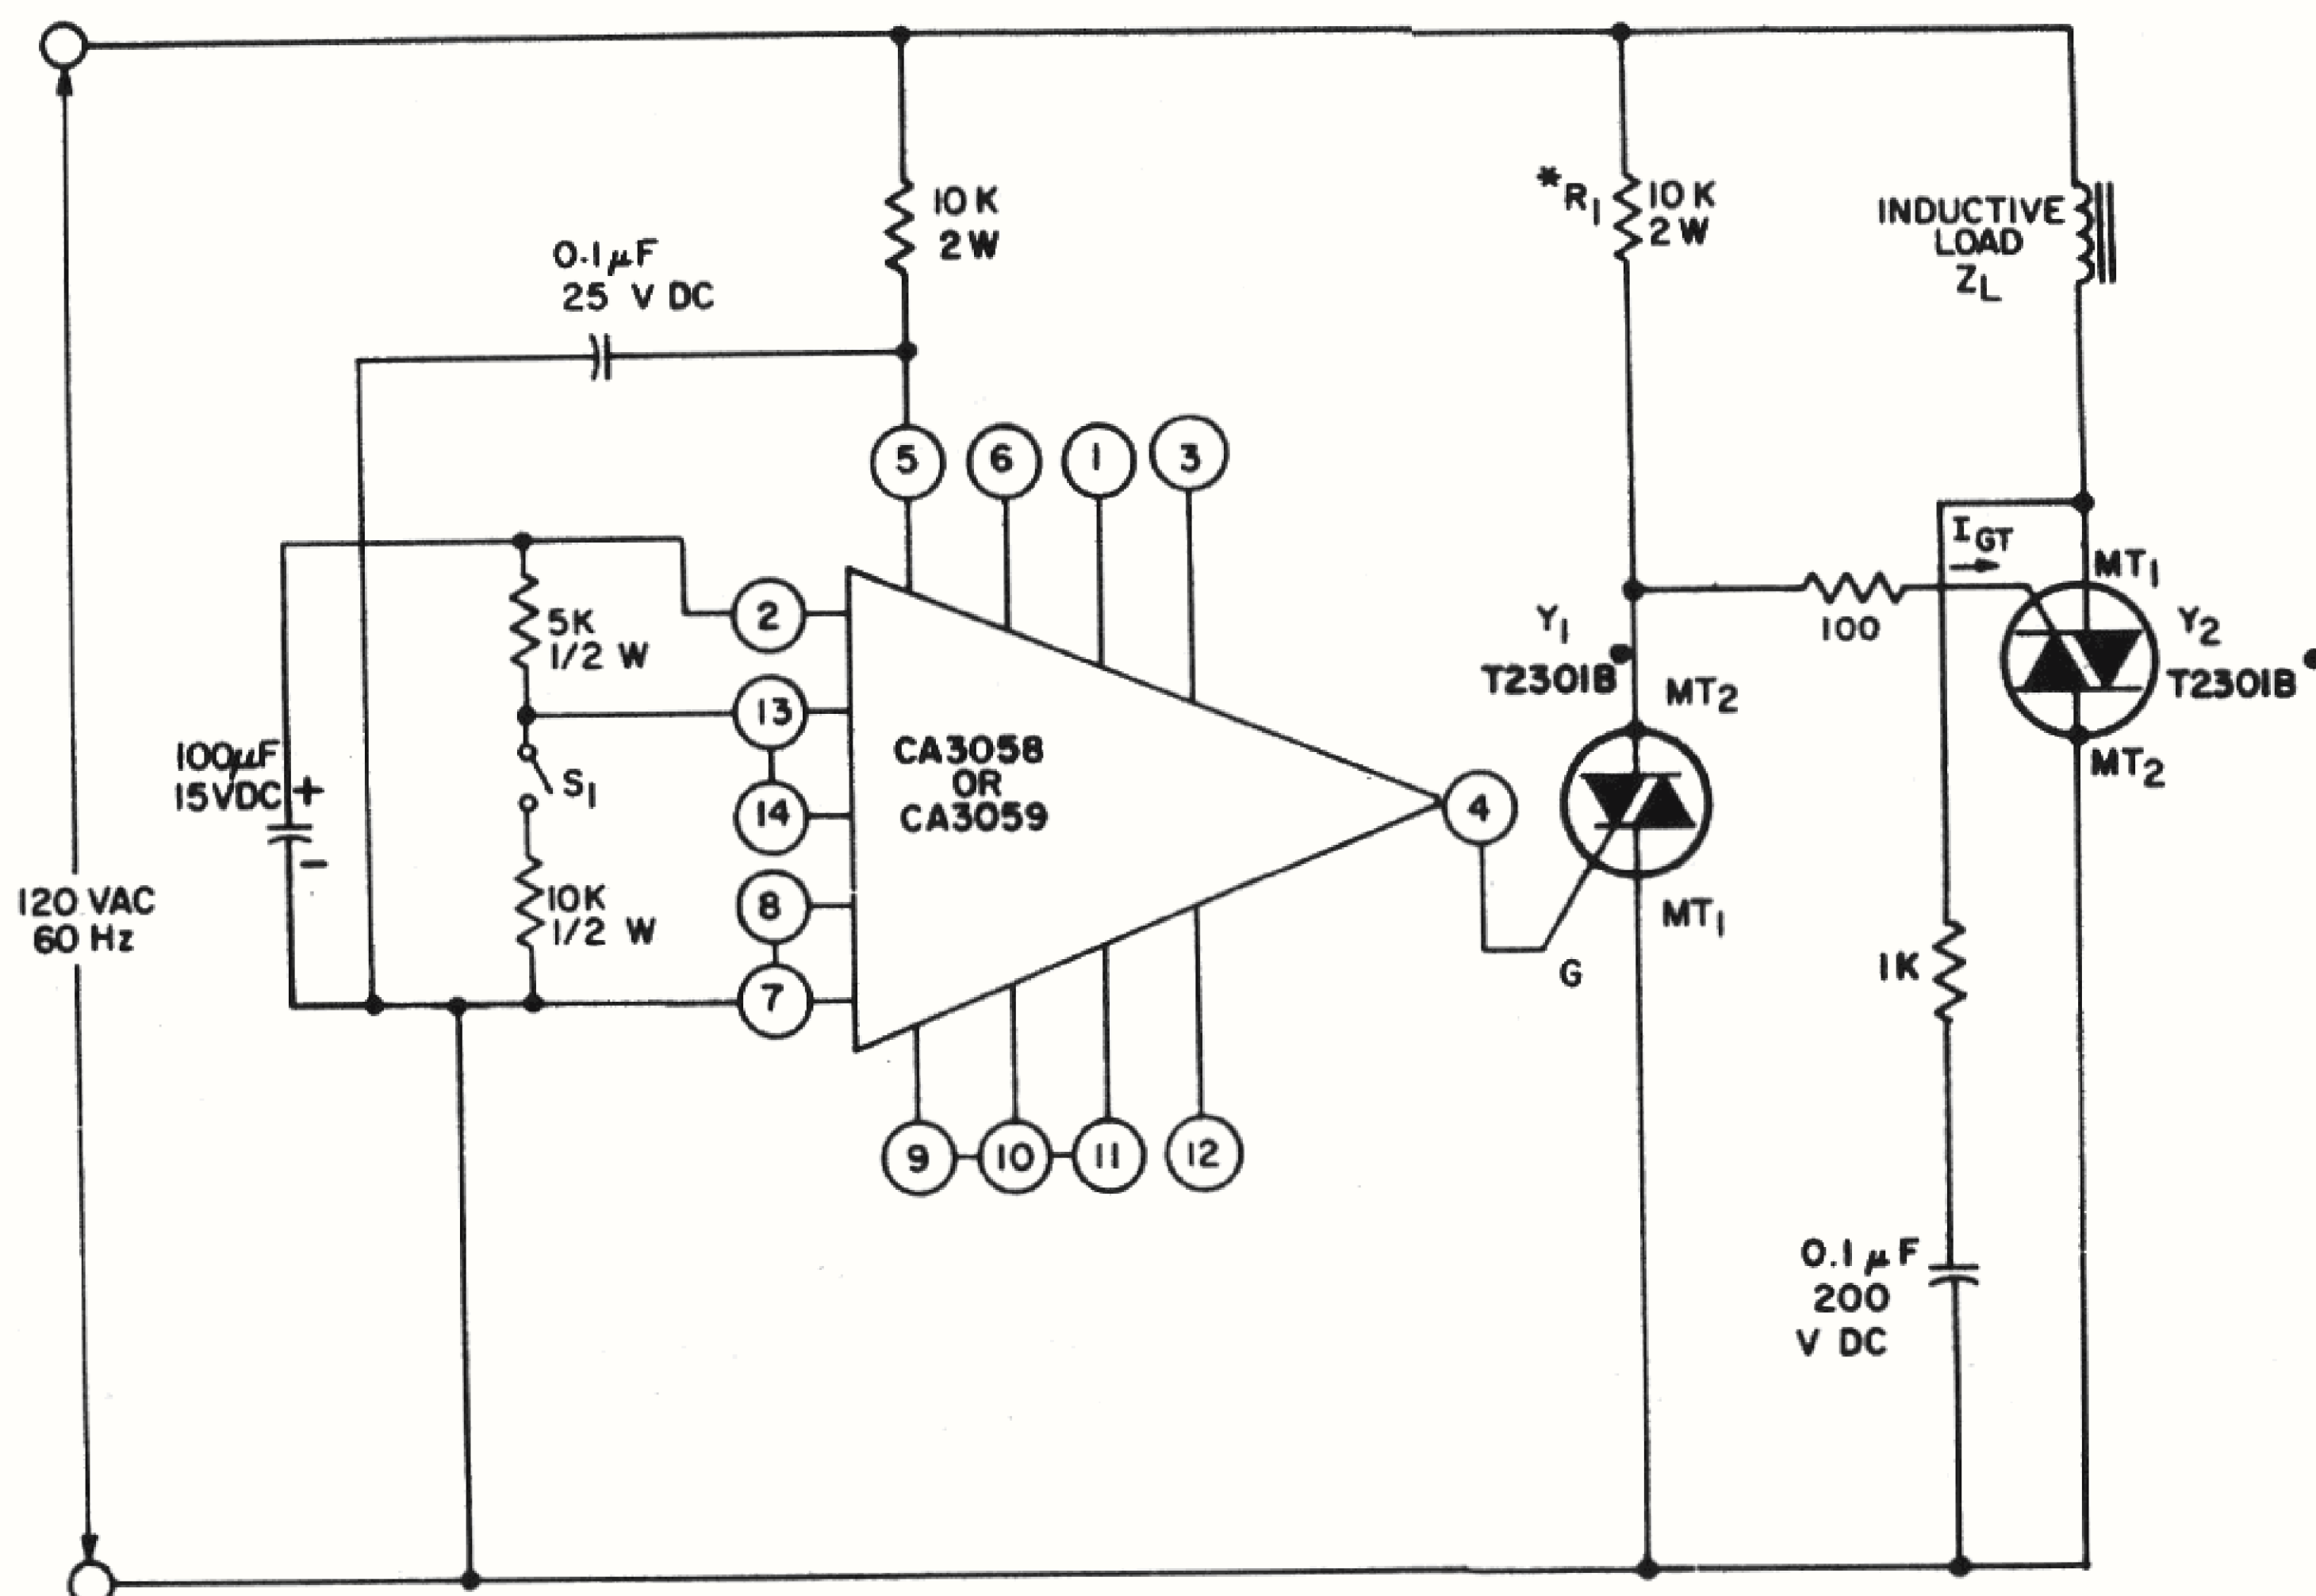 10 K
2 W
0.1 μF
25 V DC
*R1
10 K
2 W
INDUCTIVE
LOAD
ZL
5
6
1
3
IGT
MT1
2
5K
1/2 W
100
Y1
T2301B
MT2
Y2
T2301B
MT2
13
S1
14
100μF
15VDC
+
−
CA3058
OR
CA3059
4
120 VAC
60 Hz
10K
1/2 W
8
7
MT1
G
1K
9
10
11
12
0.1 μF
200
V DC